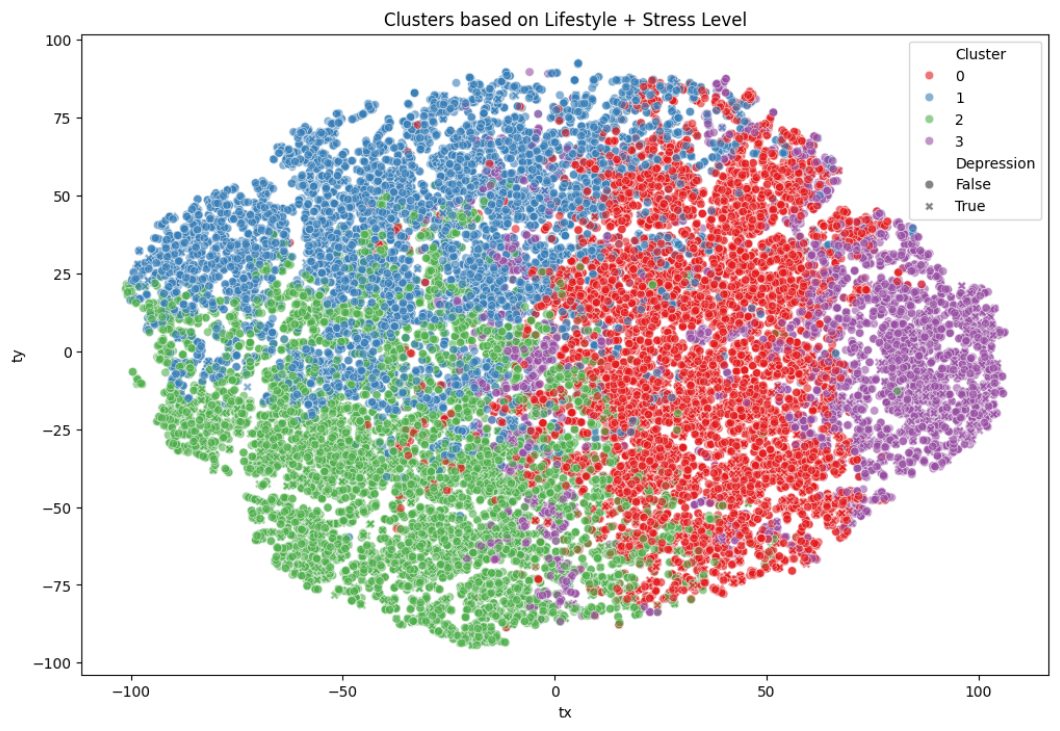 Clusters based on Lifestyle + Stress Level
100
75
50
25
0
−25
−50
−75
−100
ty
−100
−50
0
50
100
tx
Cluster
0
1
2
3
Depression
False
True